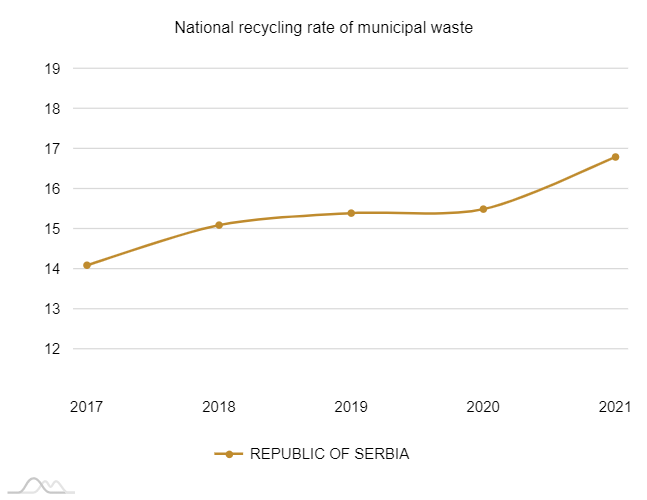 National recycling rate of municipal waste
19
18
17
16
15
14
13
12
2017 2018 2019 2020 2021
REPUBLIC OF SERBIA